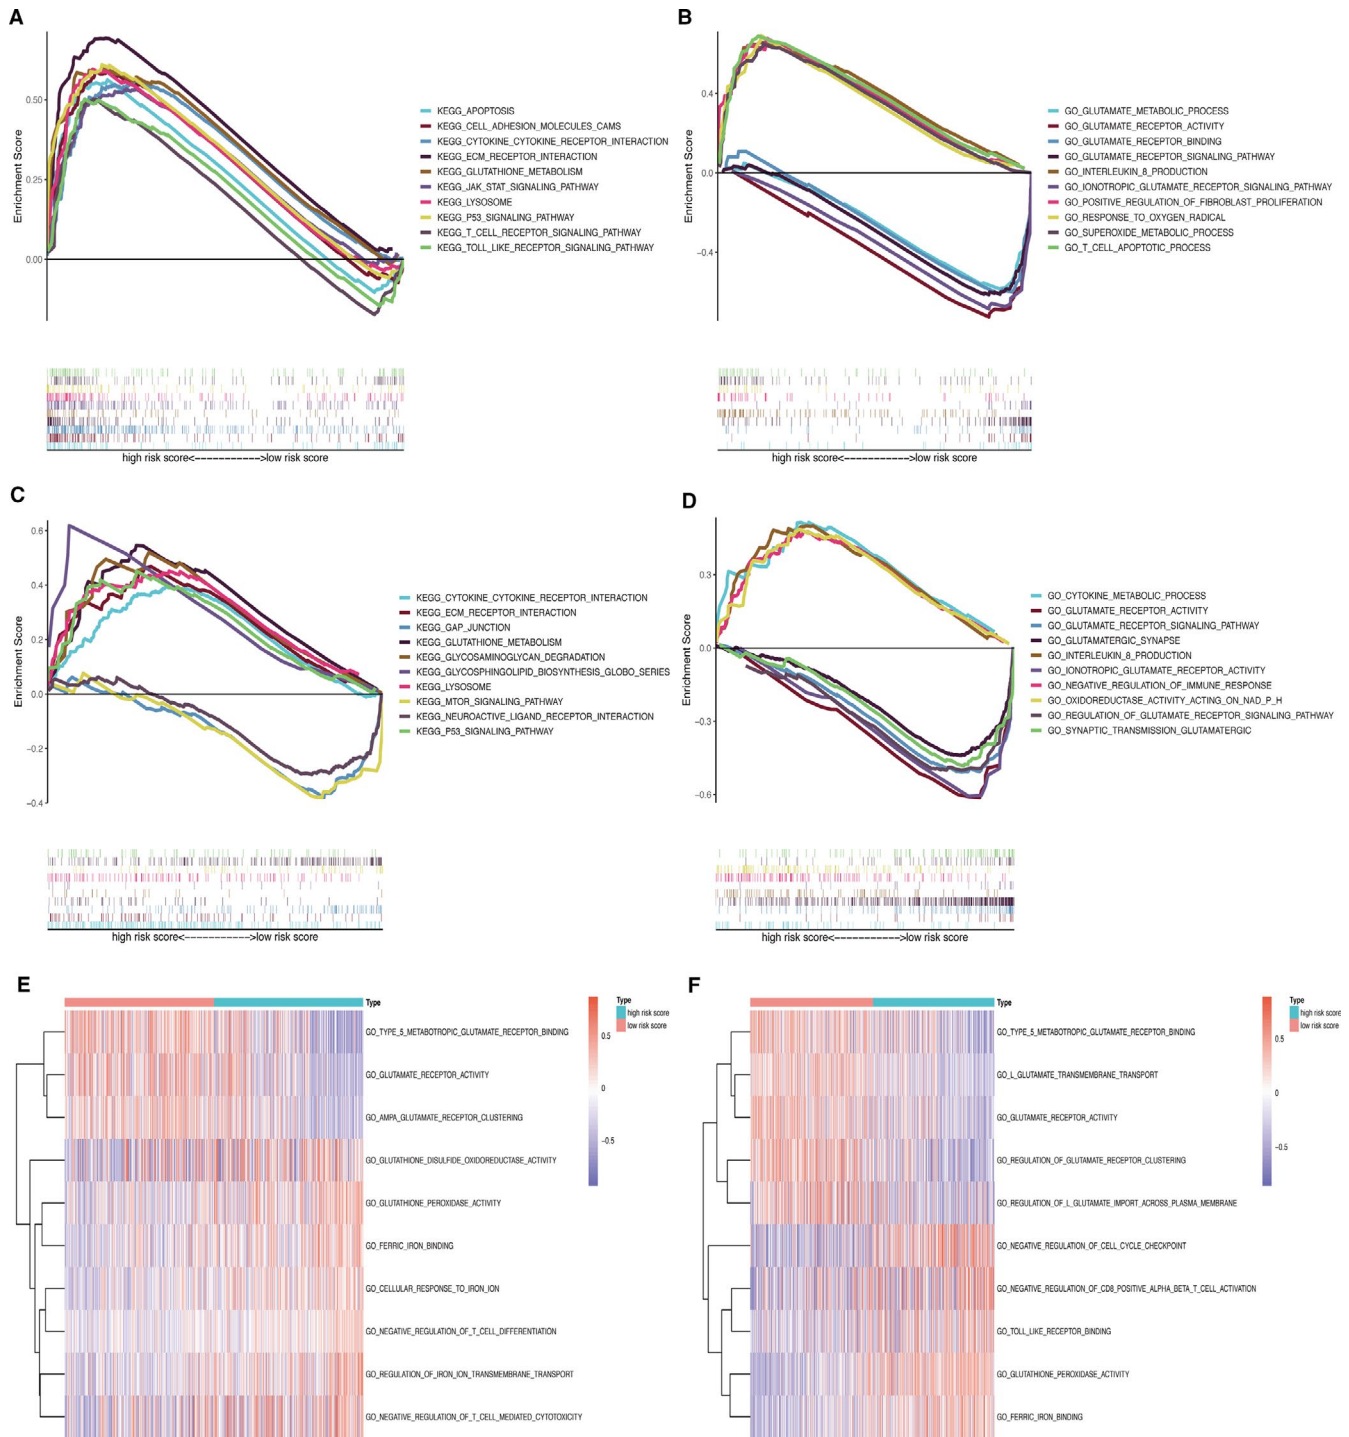 A
Enrichment Score
0.50
0.25
0.00
KEGG_APOPTOSIS
KEGG_CELL_ADHESION_MOLECULES_CAMS
KEGG_CYTOKINE_CYTOKINE_RECEPTOR_INTERACTION
KEGG_ECM_RECEPTOR_INTERACTION
KEGG_GLUTATHIONE_METABOLISM
KEGG_JAK_STAT_SIGNALING_PATHWAY
KEGG_LYSOSOME
KEGG_P53_SIGNALING_PATHWAY
KEGG_T_CELL_RECEPTOR_SIGNALING_PATHWAY
KEGG_TOLL_LIKE_RECEPTOR_SIGNALING_PATHWAY
high risk score<------------->low risk score
B
Enrichment Score
0.4
0.0
−0.4
GO_GLUTAMATE_METABOLIC_PROCESS
GO_GLUTAMATE_RECEPTOR_ACTIVITY
GO_GLUTAMATE_RECEPTOR_BINDING
GO_GLUTAMATE_RECEPTOR_SIGNALING_PATHWAY
GO_INTERLEUKIN_8_PRODUCTION
GO_IONOTROPIC_GLUTAMATE_RECEPTOR_SIGNALING_PATHWAY
GO_POSITIVE_REGULATION_OF_FIBROBLAST_PROLIFERATION
GO_RESPONSE_TO_OXYGEN_RADICAL
GO_SUPEROXIDE_METABOLIC_PROCESS
GO_T_CELL_APOPTOTIC_PROCESS
high risk score<------------->low risk score
C
Enrichment Score
0.6
0.4
0.2
0.0
−0.2
−0.4
KEGG_CYTOKINE_CYTOKINE_RECEPTOR_INTERACTION
KEGG_ECM_RECEPTOR_INTERACTION
KEGG_GAP_JUNCTION
KEGG_GLUTATHIONE_METABOLISM
KEGG_GLYCOSAMINOGLYCAN_DEGRADATION
KEGG_GLYCOSPHINGOLIPID_BIOSYNTHESIS_GLOBO_SERIES
KEGG_LYSOSOME
KEGG_MTOR_SIGNALING_PATHWAY
KEGG_NEUROACTIVE_LIGAND_RECEPTOR_INTERACTION
KEGG_P53_SIGNALING_PATHWAY
high risk score<------------->low risk score
D
Enrichment Score
0.3
0.0
−0.3
−0.6
GO_CYTOKINE_METABOLIC_PROCESS
GO_GLUTAMATE_RECEPTOR_ACTIVITY
GO_GLUTAMATE_RECEPTOR_SIGNALING_PATHWAY
GO_GLUTAMATERGIC_SYNAPSE
GO_INTERLEUKIN_8_PRODUCTION
GO_IONOTROPIC_GLUTAMATE_RECEPTOR_ACTIVITY
GO_NEGATIVE_REGULATION_OF_IMMUNE_RESPONSE
GO_OXIDOREDUCTASE_ACTIVITY_ACTING_ON_NAD_P_H
GO_REGULATION_OF_GLUTAMATE_RECEPTOR_SIGNALING_PATHWAY
GO_SYNAPTIC_TRANSMISSION_GLUTAMATERGIC
high risk score<------------->low risk score
E
Type
GO_TYPE_5_METABOTROPIC_GLUTAMATE_RECEPTOR_BINDING
GO_GLUTAMATE_RECEPTOR_ACTIVITY
GO_AMPA_GLUTAMATE_RECEPTOR_CLUSTERING
GO_GLUTATHIONE_DISULFIDE_OXIDOREDUCTASE_ACTIVITY
GO_GLUTATHIONE_PEROXIDASE_ACTIVITY
GO_FERRIC_IRON_BINDING
GO_CELLULAR_RESPONSE_TO_IRON_ION
GO_NEGATIVE_REGULATION_OF_T_CELL_DIFFERENTIATION
GO_REGULATION_OF_IRON_ION_TRANSMEMBRANE_TRANSPORT
GO_NEGATIVE_REGULATION_OF_T_CELL_MEDIATED_CYTOTOXICITY
0.5
0
−0.5
Type
high risk score
low risk score
F
Type
GO_TYPE_5_METABOTROPIC_GLUTAMATE_RECEPTOR_BINDING
GO_L_GLUTAMATE_TRANSMEMBRANE_TRANSPORT
GO_GLUTAMATE_RECEPTOR_ACTIVITY
GO_REGULATION_OF_GLUTAMATE_RECEPTOR_CLUSTERING
GO_REGULATION_OF_L_GLUTAMATE_IMPORT_ACROSS_PLASMA_MEMBRANE
GO_NEGATIVE_REGULATION_OF_CELL_CYCLE_CHECKPOINT
GO_NEGATIVE_REGULATION_OF_CD8_POSITIVE_ALPHA_BETA_T_CELL_ACTIVATION
GO_TOLL_LIKE_RECEPTOR_BINDING
GO_GLUTATHIONE_PEROXIDASE_ACTIVITY
GO_FERRIC_IRON_BINDING
0.5
0
−0.5
Type
high risk score
low risk score